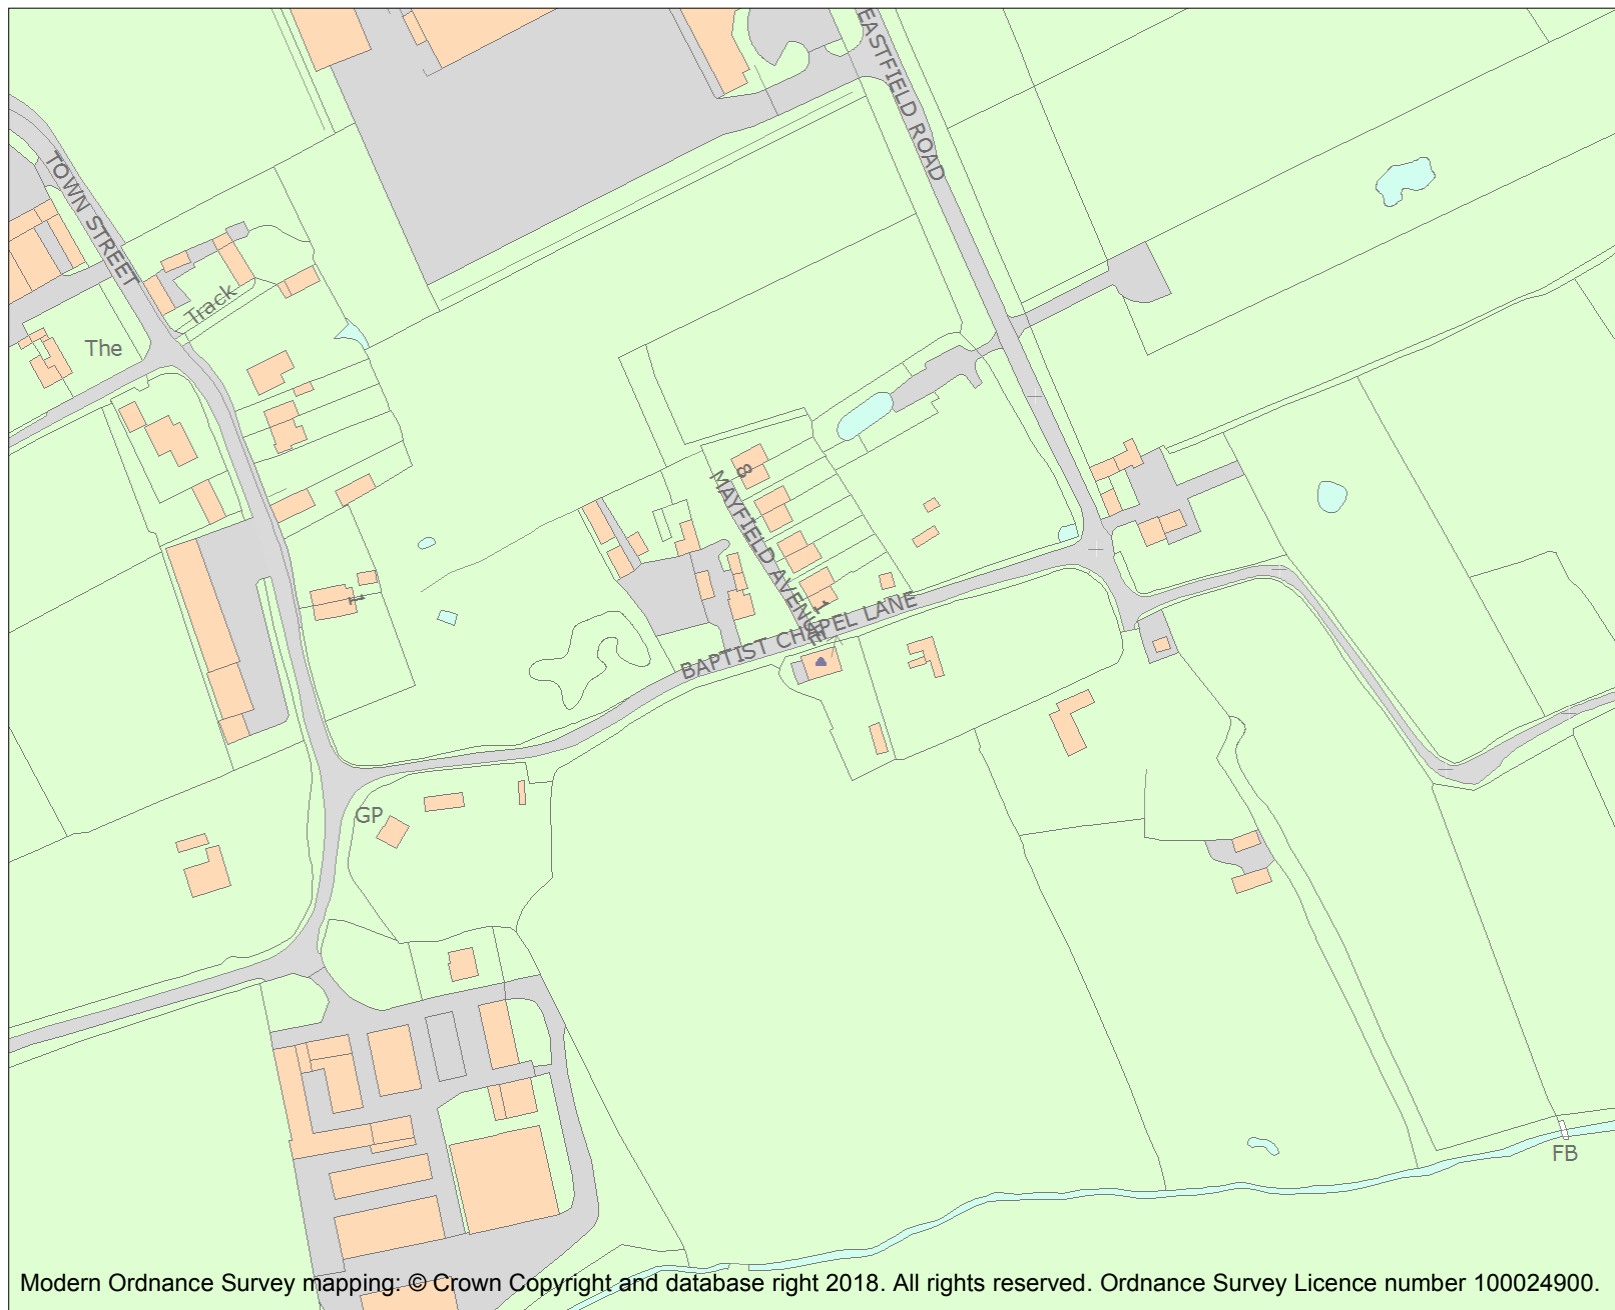 EASTFIELD ROAD
TOWN STREET
Track
The
8
MAYFIELD AVENUE
1
1
BAPTIST CHAPEL LANE
GP
FB
Modern Ordnance Survey mapping: © Crown Copyright and database right 2018. All rights reserved. Ordnance Survey Licence number 100024900.